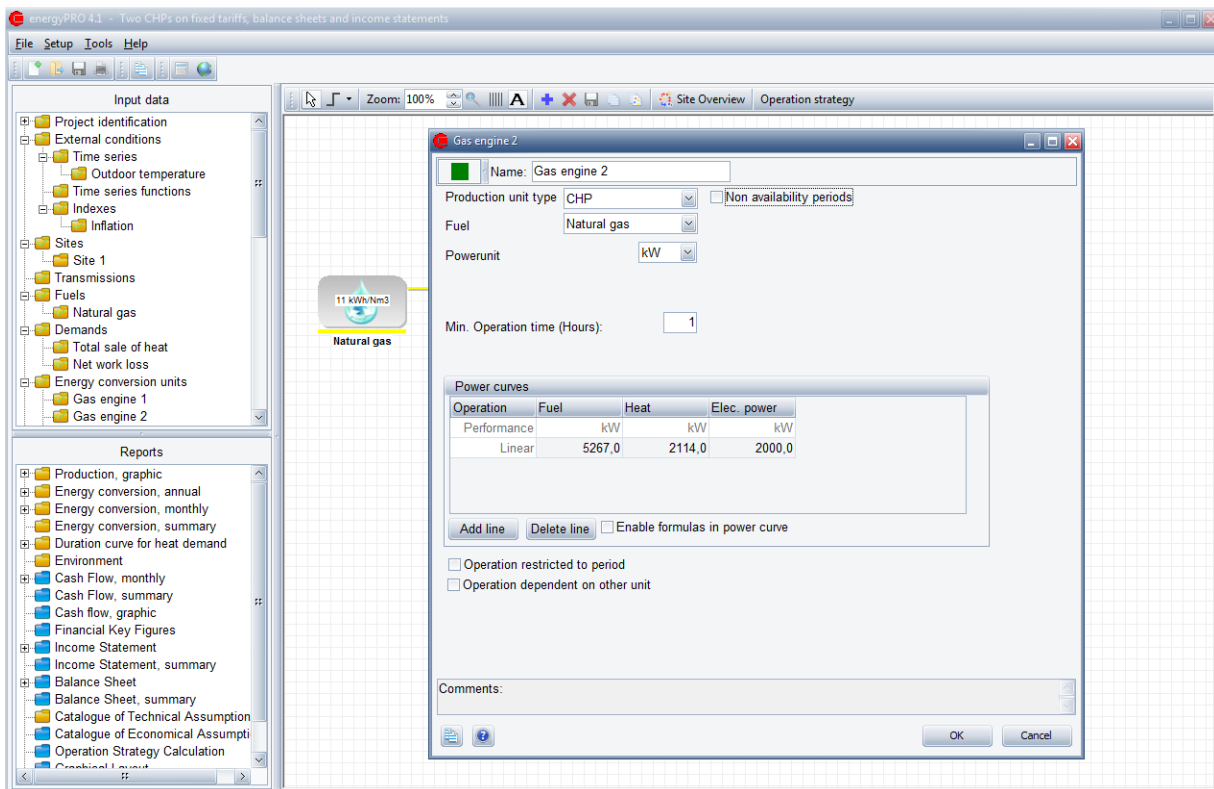 energyPRO 4.1 - Two CHPs on fixed tariffs, balance sheets and income statements
File Setup Tools Help
Input data
Project identification
External conditions
Time series
Outdoor temperature
Time series functions
Indexes
Inflation
Sites
Site 1
Transmissions
Fuels
Natural gas
Demands
Total sale of heat
Net work loss
Energy conversion units
Gas engine 1
Gas engine 2
Reports
Production, graphic
Energy conversion, annual
Energy conversion, monthly
Energy conversion, summary
Duration curve for heat demand
Environment
Cash Flow, monthly
Cash Flow, summary
Cash flow, graphic
Financial Key Figures
Income Statement
Income Statement, summary
Balance Sheet
Balance Sheet, summary
Catalogue of Technical Assumption
Catalogue of Economical Assumpti
Operation Strategy Calculation
Graphical Layout
Zoom: 100% A Site Overview Operation strategy
11 kWh/Nm3
Natural gas
Gas engine 2
Name: Gas engine 2
Production unit type CHP Non availability periods
Fuel Natural gas
Powerunit kW
Min. Operation time (Hours): 1
Power curves
Operation Fuel Heat Elec. power
Performance kW kW kW
Linear 5267,0 2114,0 2000,0
Add line Delete line Enable formulas in power curve
Operation restricted to period
Operation dependent on other unit
Comments:
OK Cancel